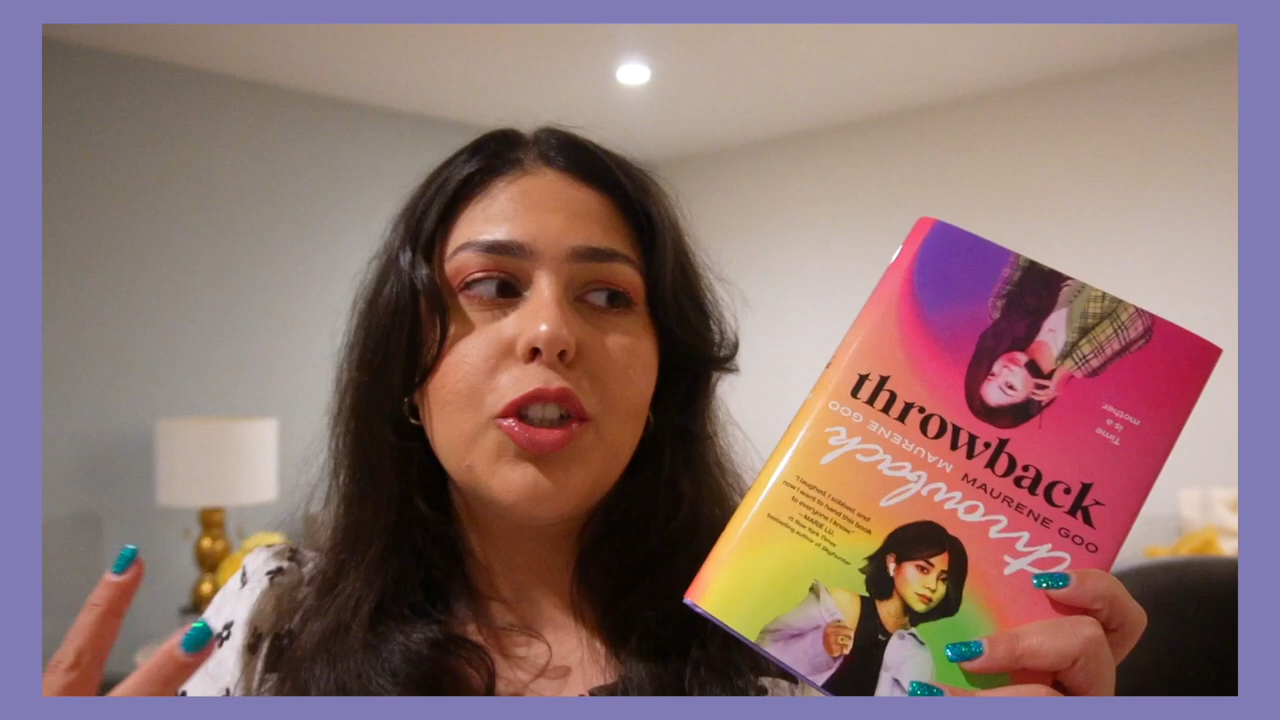 Time
is a
mother.
throwback
MAURENE GOO
MAURENE GOO
throwback
"I laughed, I sobbed, and
now I want to hand this book
to everyone I know."
—MARIE LU,
#1 New York Times
bestselling author of Skyhunter